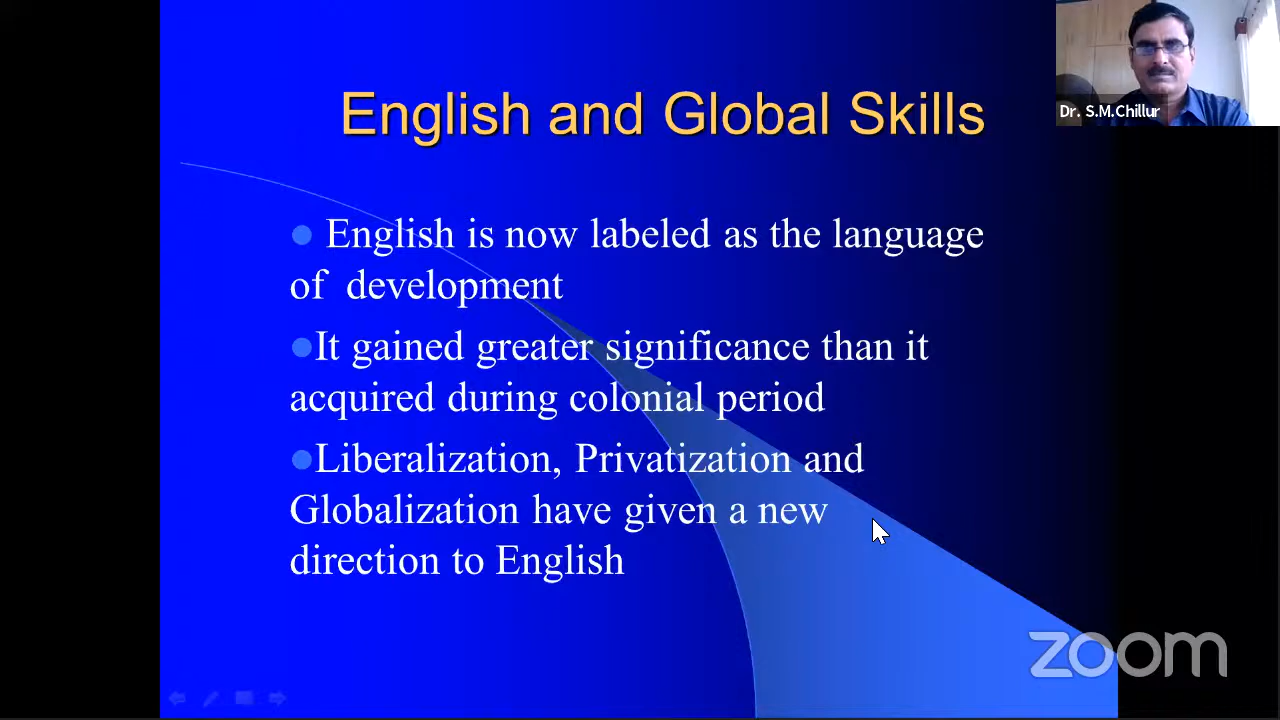 English and Global Skills
English is now labeled as the language
of development
It gained greater significance than it
acquired during colonial period
Liberalization, Privatization and
Globalization have given a new
direction to English
Dr. S.M.Chillur
zoom